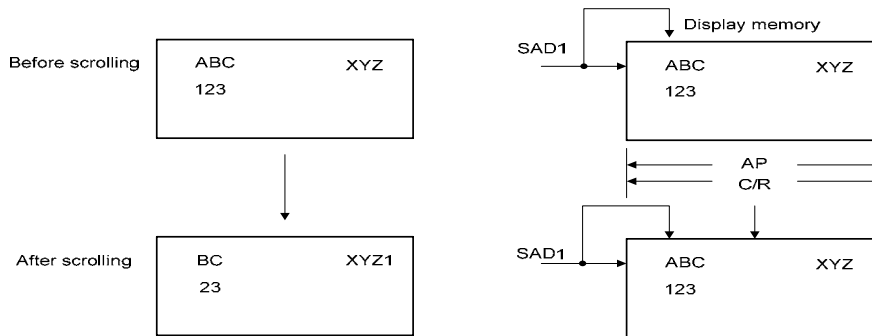 Display memory
SAD1
Before scrolling
ABC
XYZ
123
ABC
XYZ
123
AP
C/R
SAD1
After scrolling
BC
XYZ1
23
ABC
XYZ
123